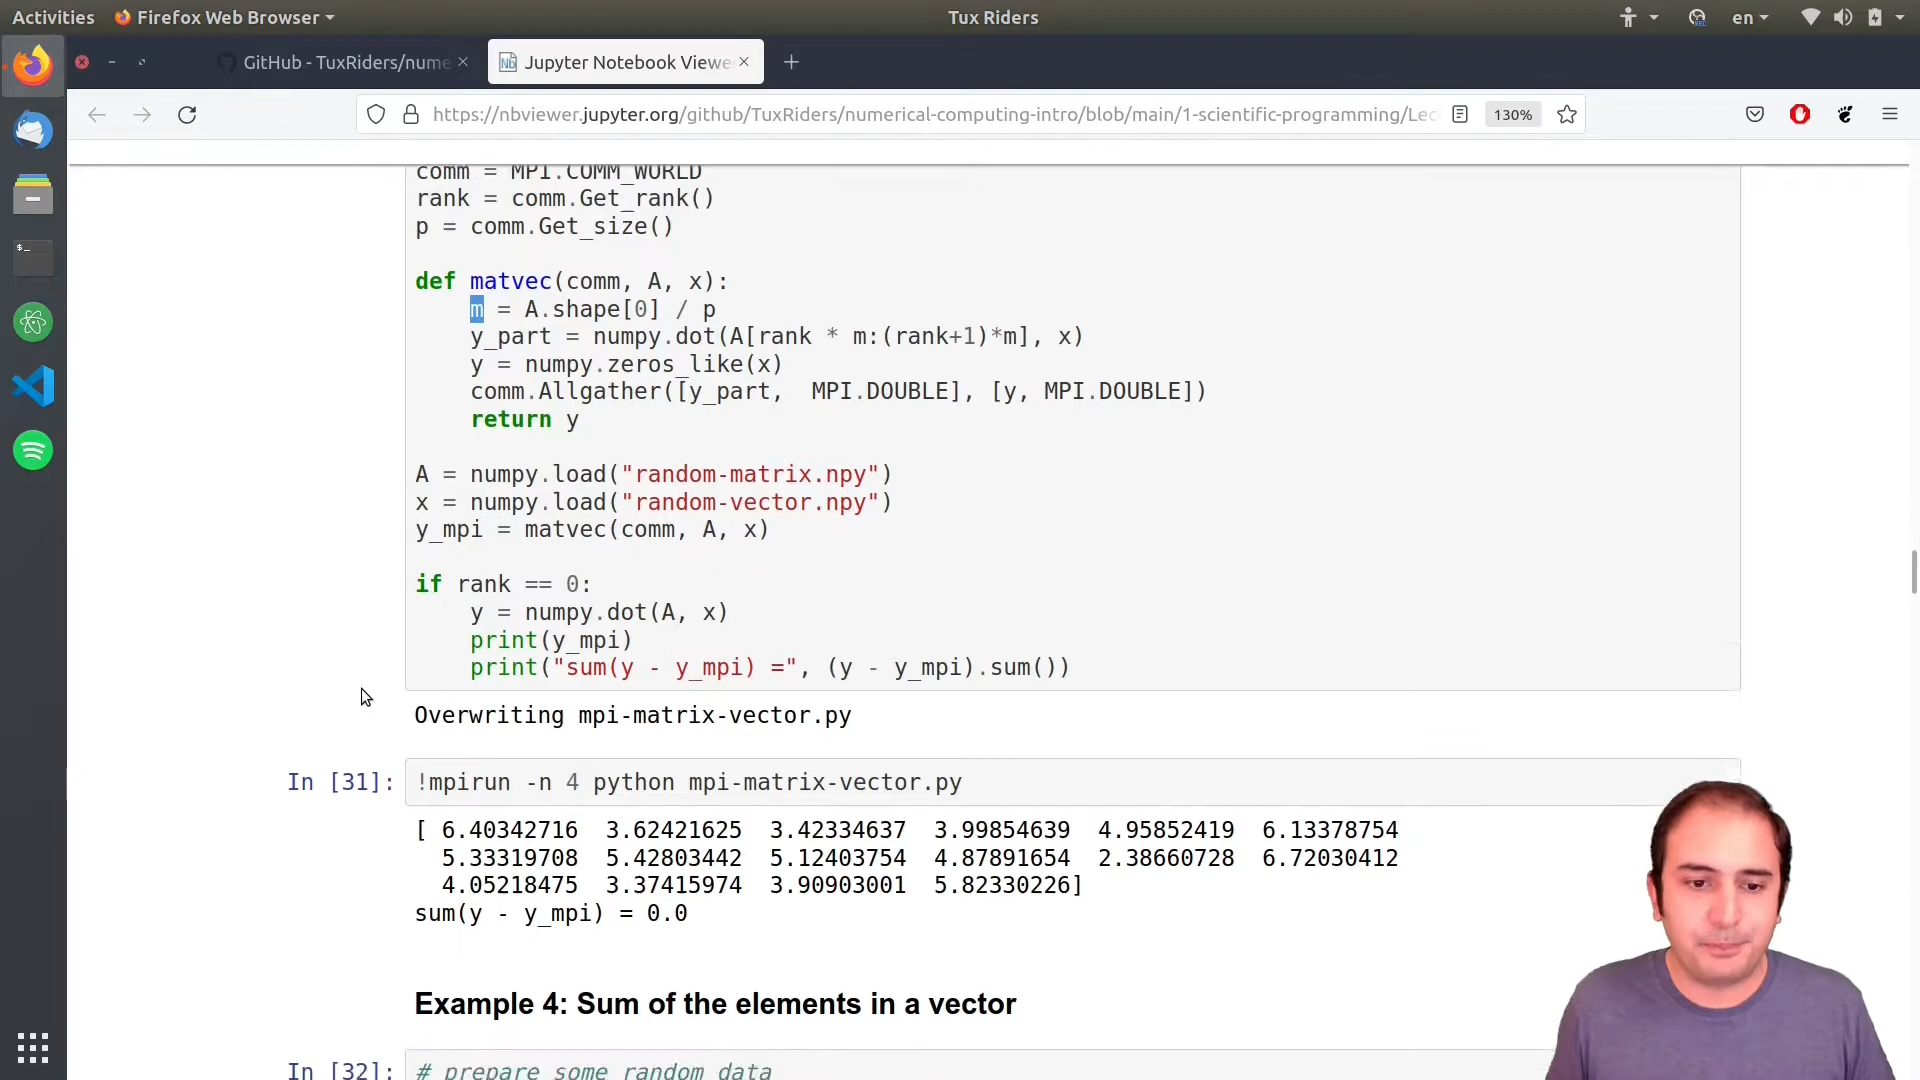 Activities
Firefox Web Browser
Tux Riders
en
GitHub - TuxRiders/nume
Jupyter Notebook Viewe
https://nbviewer.jupyter.org/github/TuxRiders/numerical-computing-intro/blob/main/1-scientific-programming/Lec
130%
comm = MPI.COMM_WORLD
rank = comm.Get_rank()
p = comm.Get_size()
def matvec(comm, A, x):
m = A.shape[0] / p
y_part = numpy.dot(A[rank * m:(rank+1)*m], x)
y = numpy.zeros_like(x)
comm.Allgather([y_part,  MPI.DOUBLE], [y, MPI.DOUBLE])
return y
A = numpy.load("random-matrix.npy")
x = numpy.load("random-vector.npy")
y_mpi = matvec(comm, A, x)
if rank == 0:
y = numpy.dot(A, x)
print(y_mpi)
print("sum(y - y_mpi) =", (y - y_mpi).sum())
Overwriting mpi-matrix-vector.py
In [31]: !mpirun -n 4 python mpi-matrix-vector.py
[ 6.40342716  3.62421625  3.42334637  3.99854639  4.95852419  6.13378754
5.33319708  5.42803442  5.12403754  4.87891654  2.38660728  6.72030412
4.05218475  3.37415974  3.90903001  5.82330226]
sum(y - y_mpi) = 0.0
Example 4: Sum of the elements in a vector
In [32]: # prepare some random data